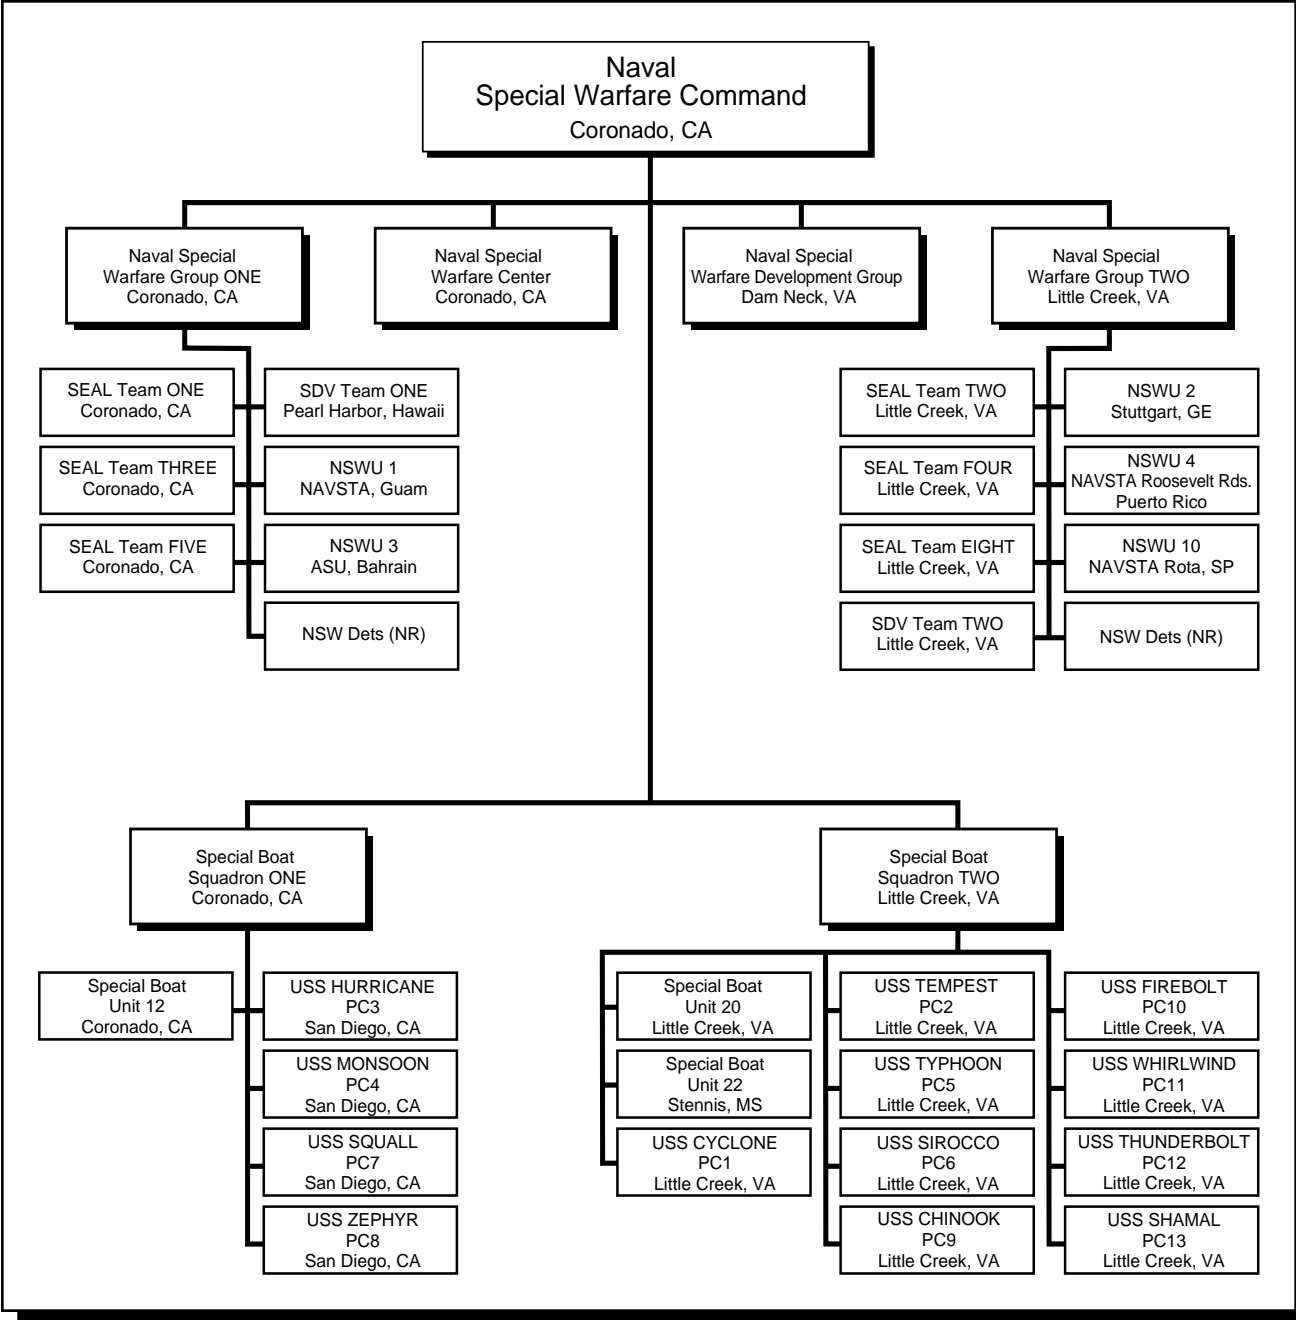 Naval
Special Warfare Command
Coronado, CA
Naval Special
Warfare Group ONE
Coronado, CA
Naval Special
Warfare Center
Coronado, CA
Naval Special
Warfare Development Group
Dam Neck, VA
Naval Special
Warfare Group TWO
Little Creek, VA
SEAL Team ONE
Coronado, CA
SDV Team ONE
Pearl Harbor, Hawaii
SEAL Team THREE
Coronado, CA
NSWU 1
NAVSTA, Guam
SEAL Team FIVE
Coronado, CA
NSWU 3
ASU, Bahrain
NSW Dets (NR)
SEAL Team TWO
Little Creek, VA
NSWU 2
Stuttgart, GE
SEAL Team FOUR
Little Creek, VA
NSWU 4
NAVSTA Roosevelt Rds.
Puerto Rico
SEAL Team EIGHT
Little Creek, VA
NSWU 10
NAVSTA Rota, SP
SDV Team TWO
Little Creek, VA
NSW Dets (NR)
Special Boat
Squadron ONE
Coronado, CA
Special Boat
Squadron TWO
Little Creek, VA
Special Boat
Unit 12
Coronado, CA
USS HURRICANE
PC3
San Diego, CA
USS MONSOON
PC4
San Diego, CA
USS SQUALL
PC7
San Diego, CA
USS ZEPHYR
PC8
San Diego, CA
Special Boat
Unit 20
Little Creek, VA
Special Boat
Unit 22
Stennis, MS
USS CYCLONE
PC1
Little Creek, VA
USS TEMPEST
PC2
Little Creek, VA
USS TYPHOON
PC5
Little Creek, VA
USS SIROCCO
PC6
Little Creek, VA
USS CHINOOK
PC9
Little Creek, VA
USS FIREBOLT
PC10
Little Creek, VA
USS WHIRLWIND
PC11
Little Creek, VA
USS THUNDERBOLT
PC12
Little Creek, VA
USS SHAMAL
PC13
Little Creek, VA